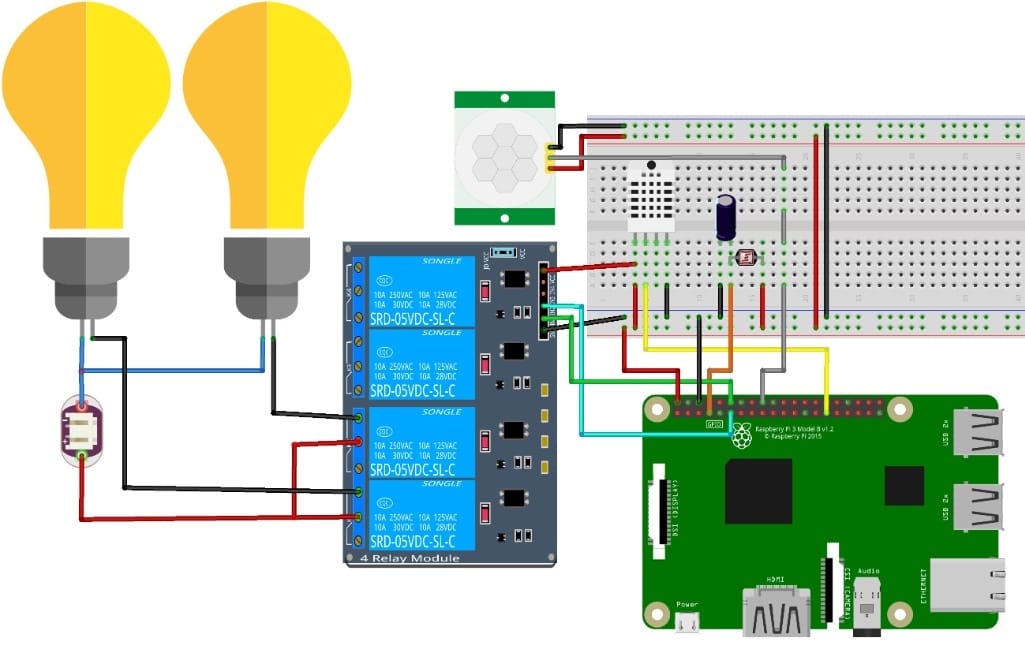 JD VCC
VCC
SONGLE
10A 250VAC 10A 125VAC
10A 30VDC 10A 28VDC
SRD-05VDC-SL-C
SONGLE
10A 250VAC 10A 125VAC
10A 30VDC 10A 28VDC
SRD-05VDC-SL-C
SONGLE
10A 250VAC 10A 125VAC
10A 30VDC 10A 28VDC
SRD-05VDC-SL-C
SONGLE
10A 250VAC 10A 125VAC
10A 30VDC 10A 28VDC
SRD-05VDC-SL-C
4 Relay Module
GPIO
Raspberry Pi 3 Model B v1.2
© Raspberry Pi 2015
USB 2x
USB 2x
DSI (DISPLAY)
CSI (CAMERA)
Audio
ETHERNET
HDMI
Power